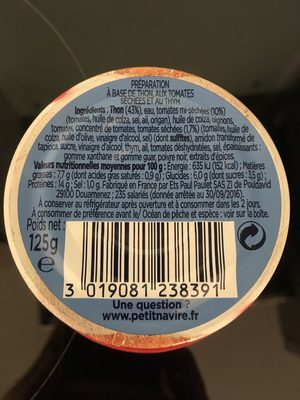 PRÉPARATION
À BASE DE THON, AUX TOMATES
SÉCHÉES ET AU THYM
Ingrédients : Thon (43%), eau, tomates mi-séchées (10%)
(tomates, huile de colza, sel, ail, origan), huile de colza, oignons,
tomates, concentré de tomates, tomates séchées (1,7%) (tomates, huile
de colza, huile d'olive, vinaigre d'alcool, sel) (dont sulfites), amidon transformé de
tapioca, sucre, vinaigre d'alcool, thym, ail, tomates déshydratées, sel, épaississants :
gomme xanthane et gomme guar, poivre noir, extraits d'épices.
Valeurs nutritionnelles moyennes pour 100 g : Énergie : 635 kJ (152 kcal) ; Matières
grasses : 7,7 g (dont acides gras saturés : 0,9 g) ; Glucides : 6,0 g (dont sucres : 3,5 g) ;
Protéines : 14 g ; Sel : 1,0 g. Fabriqué en France par Ets Paul Paulet SAS ZI de Pouldavid
29100 Douarnenez ; 235 salariés (donnée arrêtée au 30/09/2016).
À conserver au réfrigérateur après ouverture et à consommer dans les 2 jours.
À consommer de préférence avant le/ Océan de pêche et espèce : voir sur la boîte.
Poids net :
125g
e
3 019081 238391
Une question ?
www.petitnavire.fr